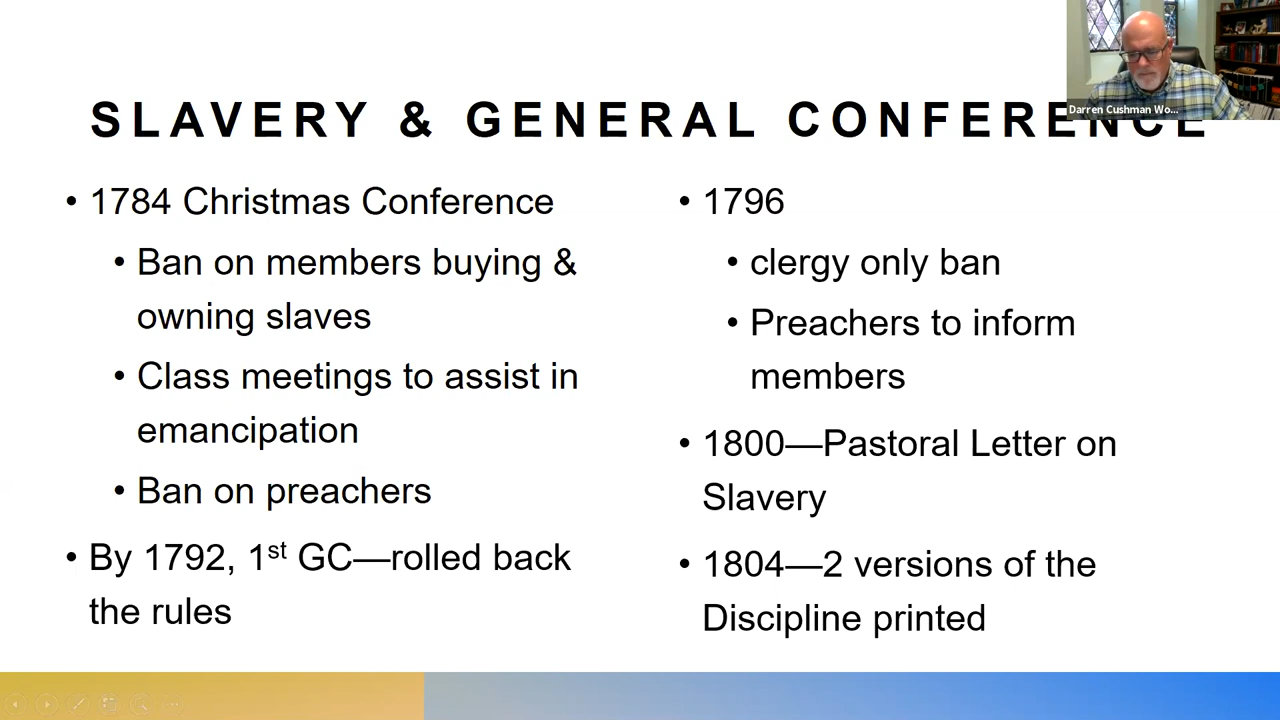 Darren Cushman Wo...
SLAVERY & GENERAL CONFERENCE
• 1784 Christmas Conference
• Ban on members buying &
owning slaves
• Class meetings to assist in
emancipation
• Ban on preachers
• By 1792, 1st GC—rolled back
the rules
• 1796
• clergy only ban
• Preachers to inform
members
• 1800—Pastoral Letter on
Slavery
• 1804—2 versions of the
Discipline printed